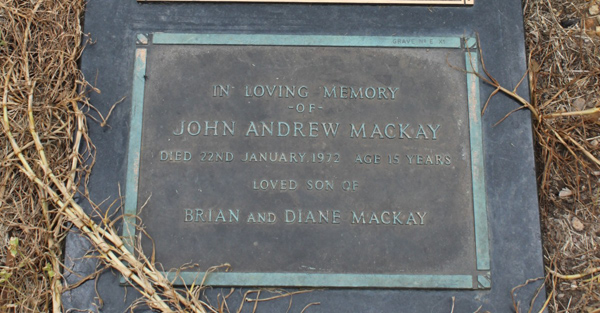 IN LOVING MEMORY
-OF-
JOHN ANDREW MACKAY
DIED 22ND JANUARY 1972 AGE 15 YEARS
LOVED SON OF
BRIAN AND DIANE MACKAY